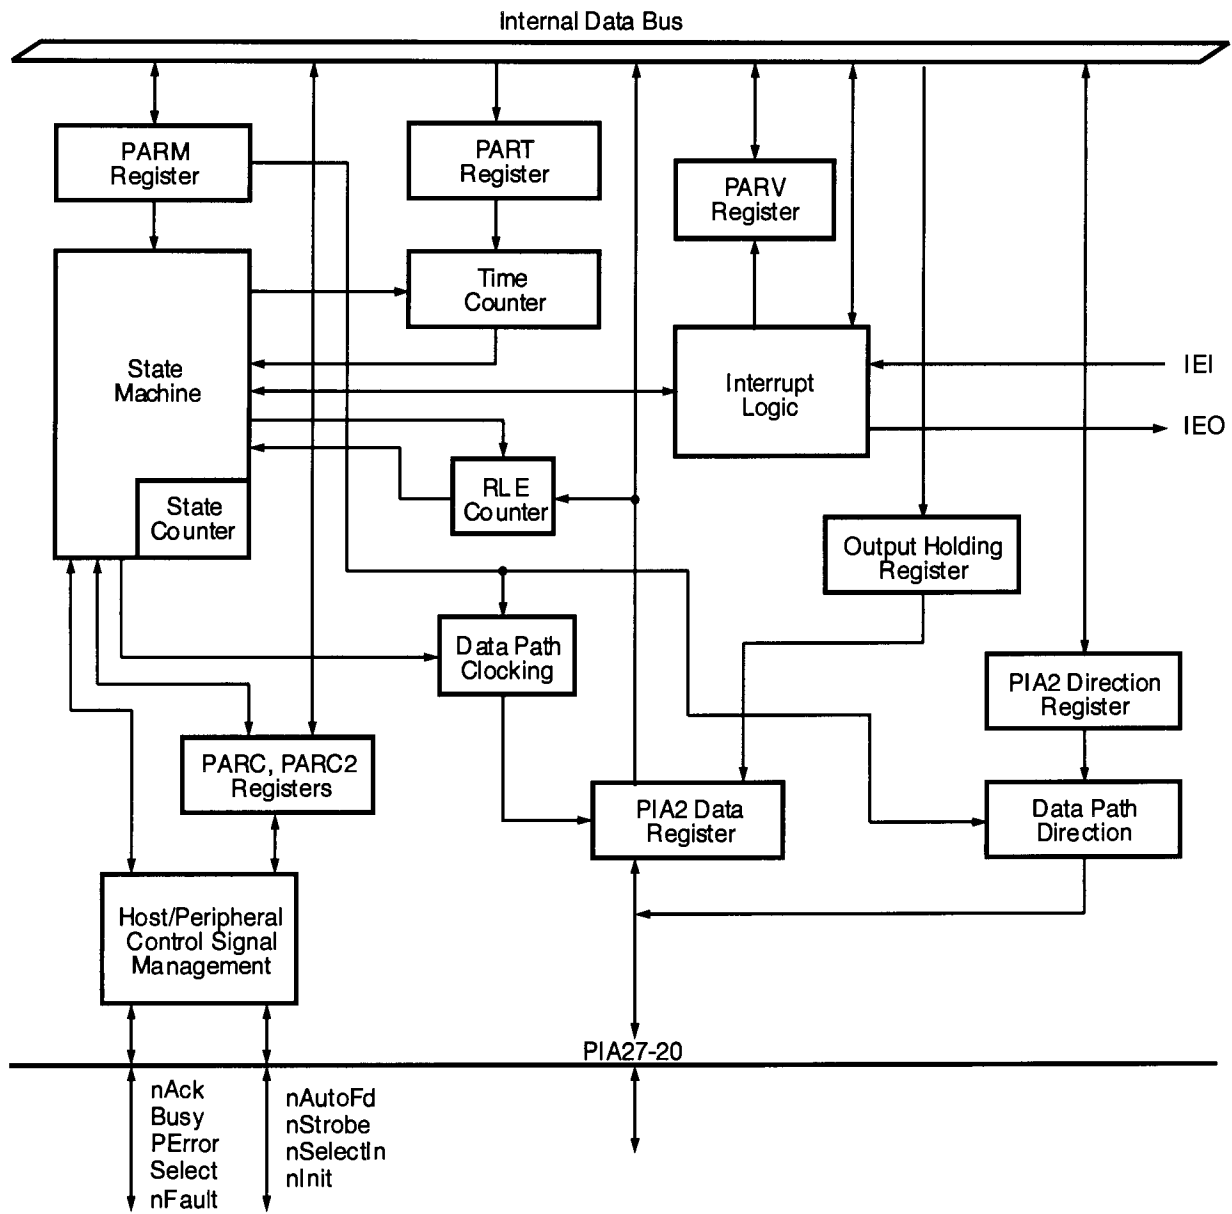 Internal Data Bus
PARM
Register
PART
Register
PARV
Register
Time
Counter
State
Machine
Interrupt
Logic
IEI
IEO
RLE
Counter
State
Counter
Output Holding
Register
Data Path
Clocking
PIA2 Direction
Register
PARC, PARC2
Registers
PIA2 Data
Register
Data Path
Direction
Host/Peripheral
Control Signal
Management
PIA27-20
nAck
Busy
PError
Select
nFault
nAutoFd
nStrobe
nSelectIn
nInit